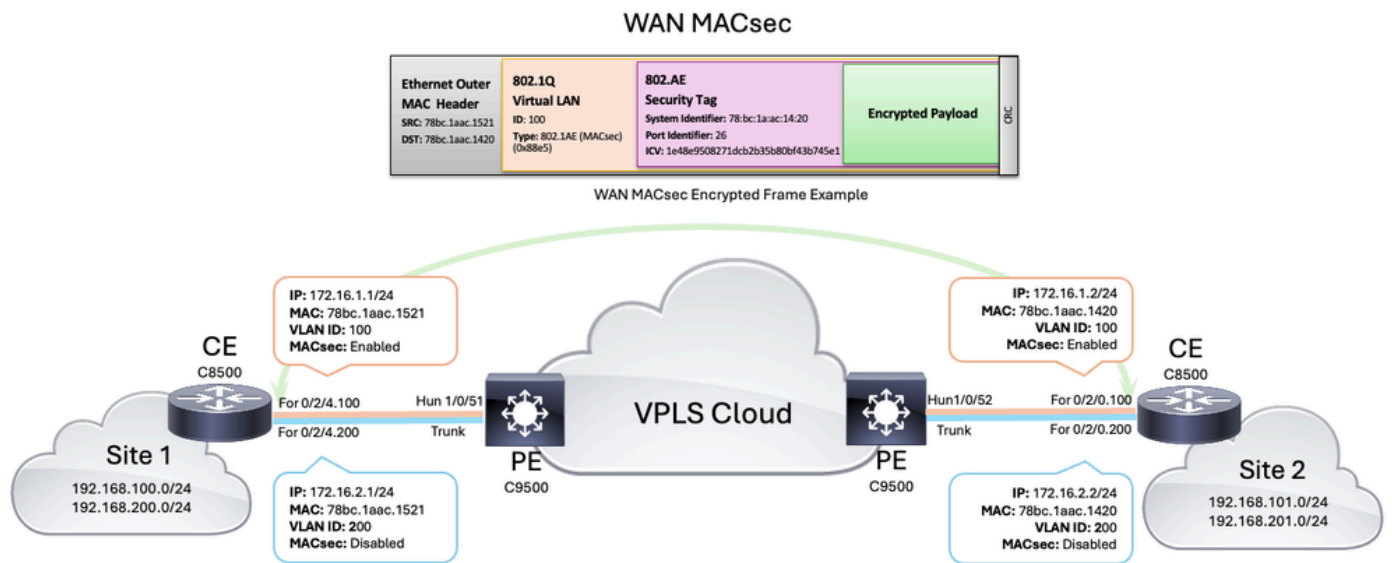 WAN MACsec
Ethernet Outer
MAC Header
SRC: 78bc.1aac.1521
DST: 78bc.1aac.1420
802.1Q
Virtual LAN
ID: 100
Type: 802.1AE (MACsec)
(0x88e5)
802.AE
Security Tag
System Identifier: 78:bc:1a:ac:14:20
Port Identifier: 26
ICV: 1e48e9508271dcb2b35b80bf43b745e1
Encrypted Payload
CRC
WAN MACsec Encrypted Frame Example
IP: 172.16.1.1/24
MAC: 78bc.1aac.1521
VLAN ID: 100
MACsec: Enabled
IP: 172.16.1.2/24
MAC: 78bc.1aac.1420
VLAN ID: 100
MACsec: Enabled
CE
C8500
For 0/2/4.100
For 0/2/4.200
Hun 1/0/51
Trunk
PE
C9500
VPLS Cloud
PE
C9500
Hun1/0/52
Trunk
For 0/2/0.100
For 0/2/0.200
CE
C8500
Site 1
192.168.100.0/24
192.168.200.0/24
Site 2
192.168.101.0/24
192.168.201.0/24
IP: 172.16.2.1/24
MAC: 78bc.1aac.1521
VLAN ID: 200
MACsec: Disabled
IP: 172.16.2.2/24
MAC: 78bc.1aac.1420
VLAN ID: 200
MACsec: Disabled